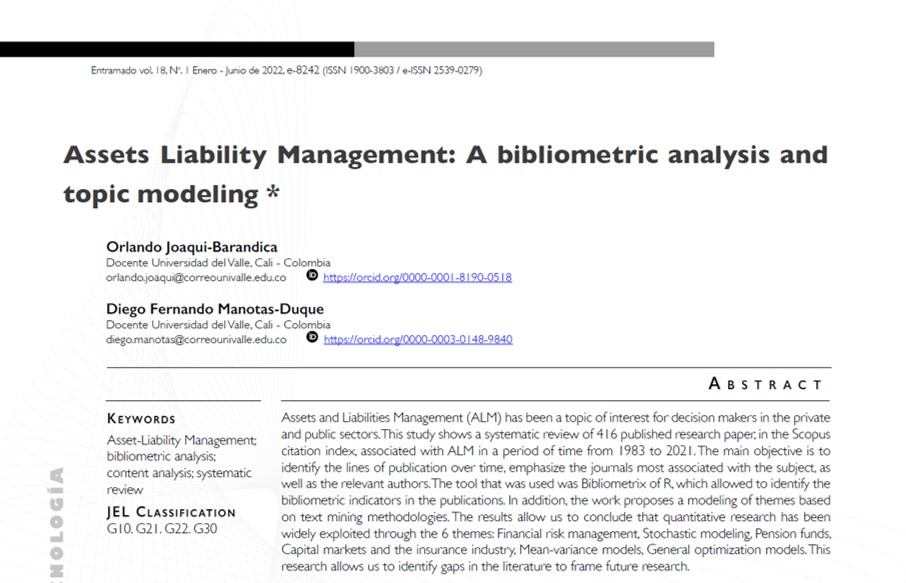 Entramado vol. 18, Nº. 1 Enero - Junio de 2022, e-8242 (ISSN 1900-3803 / e-ISSN 2539-0279)
Assets Liability Management: A bibliometric analysis and
topic modeling *
Orlando Joaqui-Barandica
Docente Universidad del Valle, Cali - Colombia
orlando.joaqui@correounivalle.edu.co iD https://orcid.org/0000-0001-8190-0518
Diego Fernando Manotas-Duque
Docente Universidad del Valle, Cali - Colombia
diego.manotas@correounivalle.edu.co iD https://orcid.org/0000-0003-0148-9840
ABSTRACT
KEYWORDS
Asset-Liability Management;
bibliometric analysis;
content analysis; systematic
review
JEL CLASSIFICATION
G10. G21. G22. G30
Assets and Liabilities Management (ALM) has been a topic of interest for decision makers in the private
and public sectors. This study shows a systematic review of 416 published research paper, in the Scopus
citation index, associated with ALM in a period of time from 1983 to 2021. The main objective is to
identify the lines of publication over time, emphasize the journals most associated with the subject, as
well as the relevant authors. The tool that was used was Bibliometrix of R, which allowed to identify the
bibliometric indicators in the publications. In addition, the work proposes a modeling of themes based
on text mining methodologies. The results allow us to conclude that quantitative research has been
widely exploited through the 6 themes: Financial risk management, Stochastic modeling, Pension funds,
Capital markets and the insurance industry, Mean-variance models, General optimization models. This
research allows us to identify gaps in the literature to frame future research.
NOLOGÍA